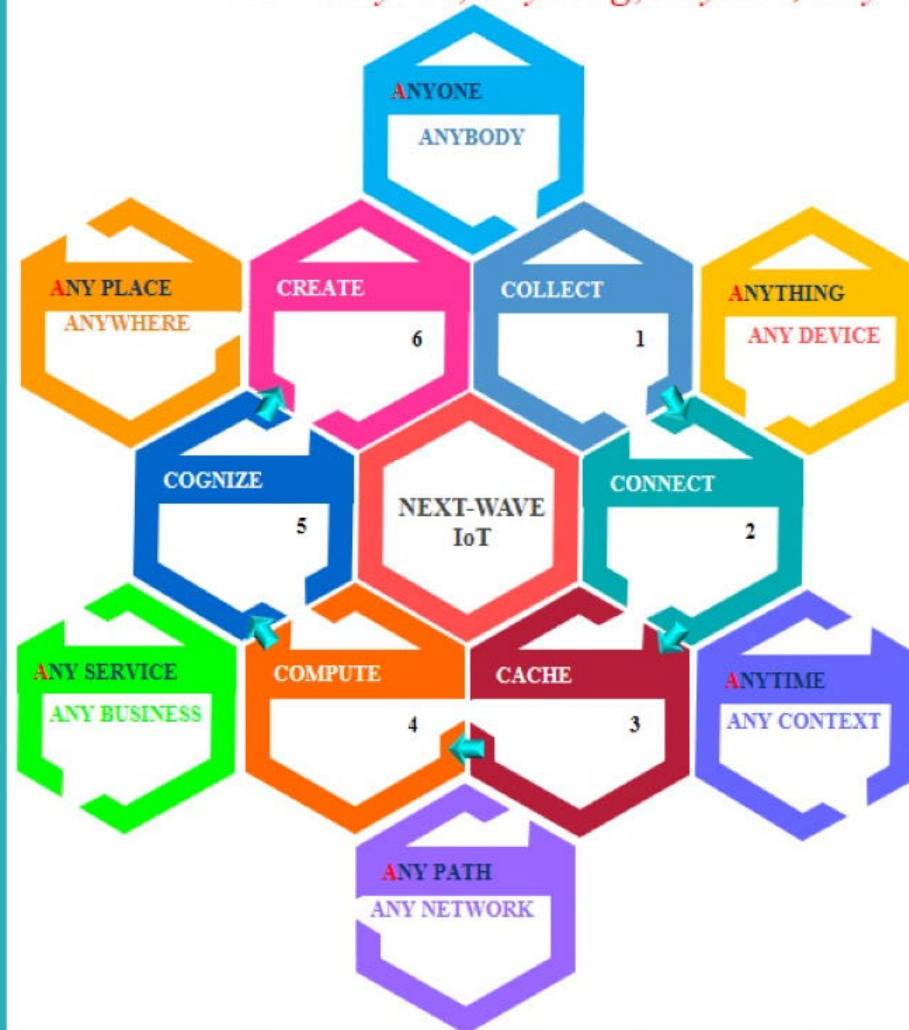 ANYONE
ANYBODY
ANY PLACE
ANYWHERE
CREATE
6
COLLECT
1
ANYTHING
ANY DEVICE
COGNIZE
5
NEXT-WAVE
IoT
CONNECT
2
ANY SERVICE
ANY BUSINESS
COMPUTE
4
CACHE
3
ANYTIME
ANY CONTEXT
ANY PATH
ANY NETWORK